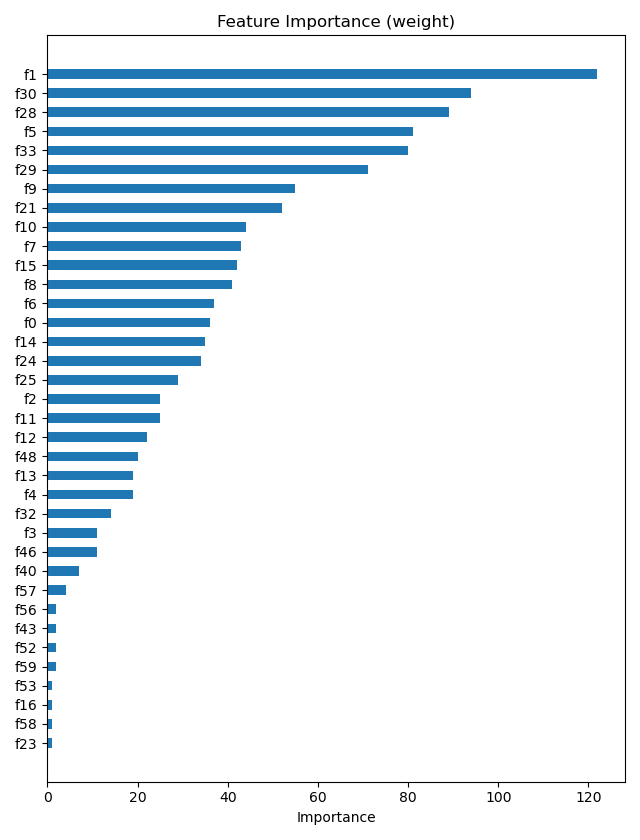 Feature Importance (weight)
f1
f30
f28
f5
f33
f29
f9
f21
f10
f7
f15
f8
f6
f0
f14
f24
f25
f2
f11
f12
f48
f13
f4
f32
f3
f46
f40
f57
f56
f43
f52
f59
f53
f16
f58
f23
0 20 40 60 80 100 120
Importance